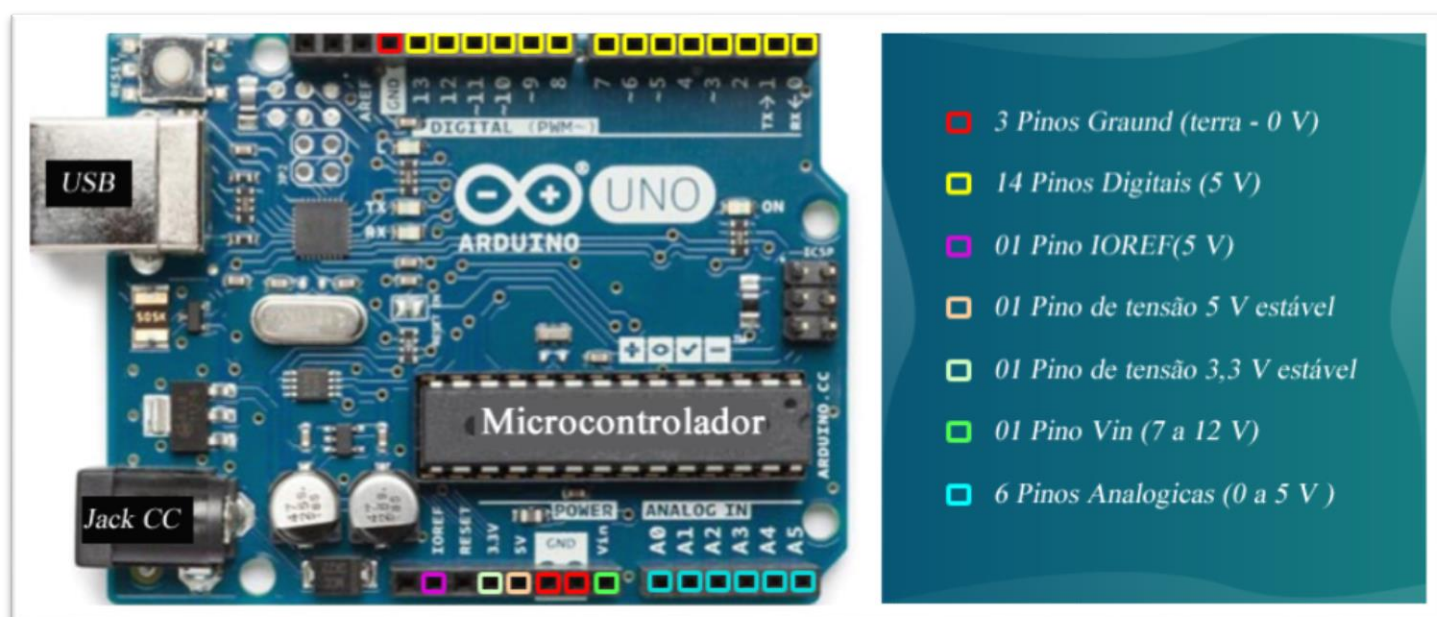 RESET
AREF
GND
13
12
~11
~10
~9
8
7
~6
~5
4
~3
2
TX→1
RX←0
DIGITAL (PWM~)
USB
JP2
TX
RX
UNO
ARDUINO
ON
ICSP
Microcontrolador
ARDUINO.CC
Jack CC
POWER
ANALOG IN
IOREF
RESET
3.3V
5V
GND
Vin
A0
A1
A2
A3
A4
A5
3 Pinos Graund (terra - 0 V)
14 Pinos Digitais (5 V)
01 Pino IOREF(5 V)
01 Pino de tensão 5 V estável
01 Pino de tensão 3,3 V estável
01 Pino Vin (7 a 12 V)
6 Pinos Analogicas (0 a 5 V )